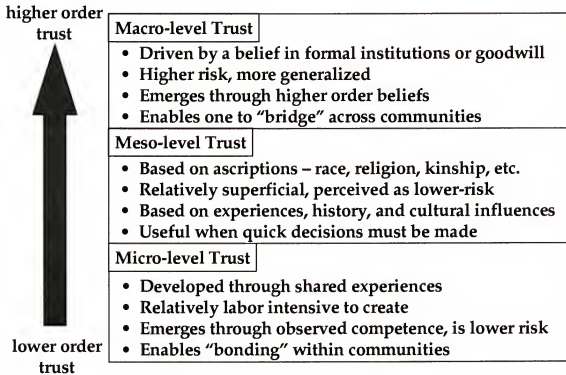 higher order
trust
Macro-level Trust
• Driven by a belief in formal institutions or goodwill
• Higher risk, more generalized
• Emerges through higher order beliefs
• Enables one to "bridge" across communities
Meso-level Trust
• Based on ascriptions – race, religion, kinship, etc.
• Relatively superficial, perceived as lower-risk
• Based on experiences, history, and cultural influences
• Useful when quick decisions must be made
Micro-level Trust
• Developed through shared experiences
• Relatively labor intensive to create
• Emerges through observed competence, is lower risk
• Enables "bonding" within communities
lower order
trust